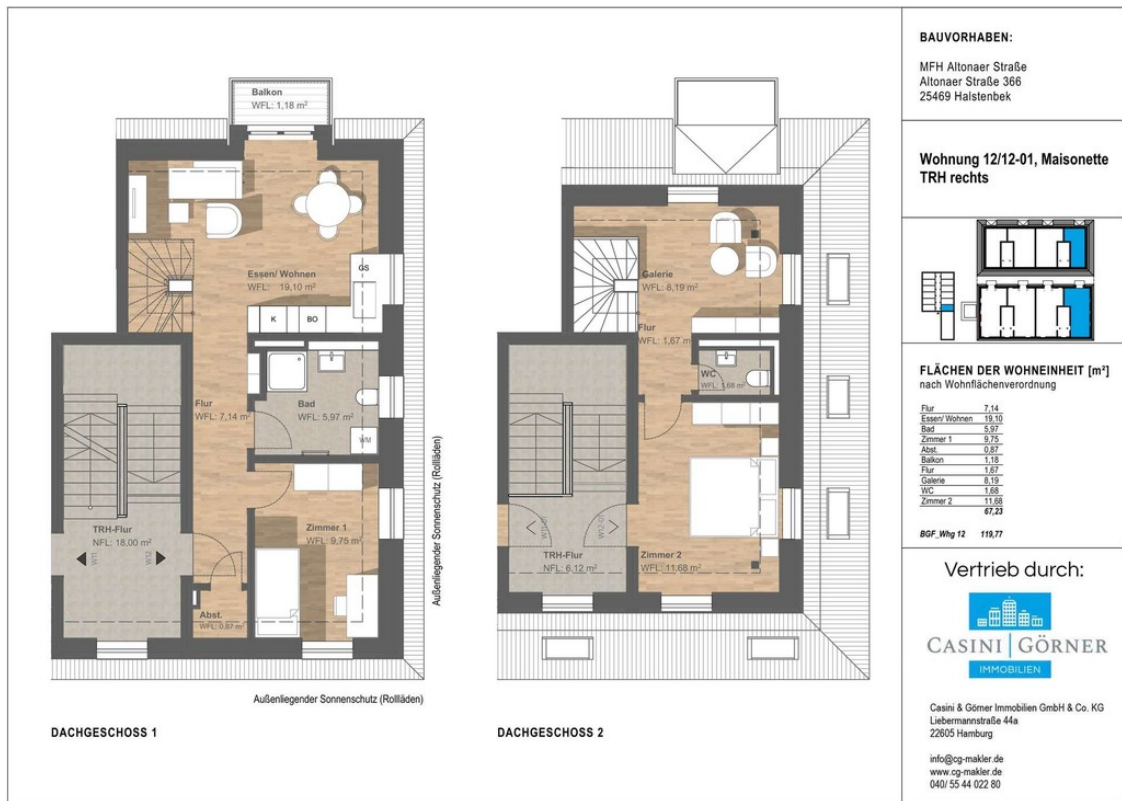 Balkon
WFL: 1,18 m²
Essen/ Wohnen
WFL: 19,10 m²
GS
K
BO
Flur
WFL: 7,14 m²
Bad
WFL: 5,97 m²
WM
TRH-Flur
NFL: 18,00 m²
W11
W12
Zimmer 1
WFL: 9,75 m²
Abst.
WFL: 0,87 m²
Außenliegender Sonnenschutz (Rollläden)
Außenliegender Sonnenschutz (Rollläden)
DACHGESCHOSS 1
Galerie
WFL: 8,19 m²
Flur
WFL: 1,67 m²
WC
WFL: 1,68 m²
W11-01
W12-01
TRH-Flur
NFL: 6,12 m²
Zimmer 2
WFL: 11,68 m²
DACHGESCHOSS 2
BAUVORHABEN:
MFH Altonaer Straße
Altonaer Straße 366
25469 Halstenbek
Wohnung 12/12-01, Maisonette
TRH rechts
FLÄCHEN DER WOHNEINHEIT [m²]
nach Wohnflächenverordnung
Flur 7,14
Essen/ Wohnen 19,10
Bad 5,97
Zimmer 1 9,75
Abst. 0,87
Balkon 1,18
Flur 1,67
Galerie 8,19
WC 1,68
Zimmer 2 11,68
67,23
BGF_Whg 12 119,77
Vertrieb durch:
CASINI | GÖRNER
IMMOBILIEN
Casini & Görner Immobilien GmbH & Co. KG
Liebermannstraße 44a
22605 Hamburg
info@cg-makler.de
www.cg-makler.de
040/ 55 44 022 80